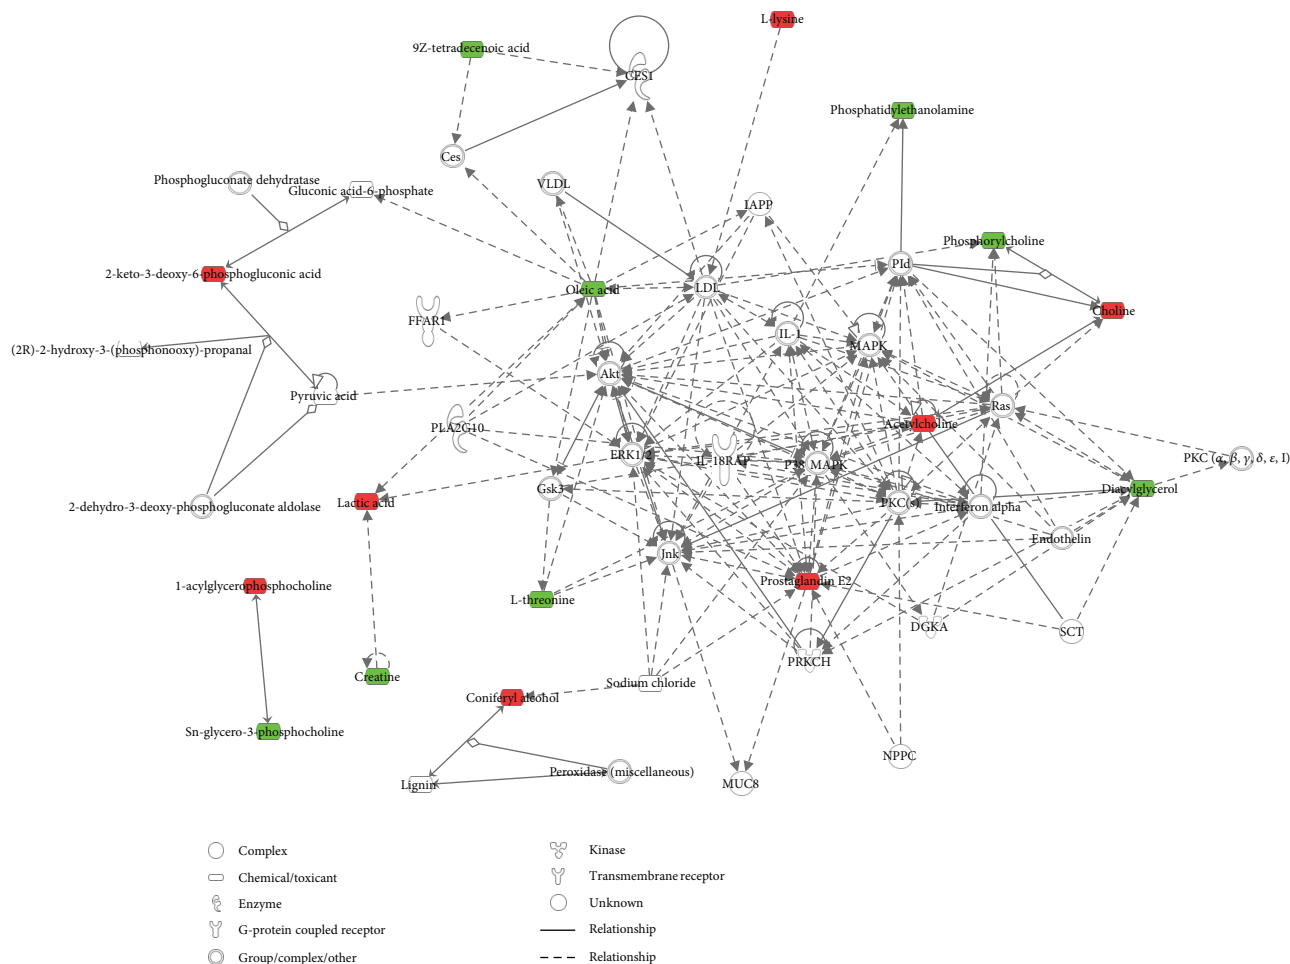 L-lysine
9Z-tetradecenoic acid
CES1
Phosphatidylethanolamine
Ces
Phosphogluconate dehydratase
Gluconic acid-6-phosphate
VLDL
IAPP
Phosphorylcholine
2-keto-3-deoxy-6-phosphogluconic acid
PId
Oleic acid
LDL
Choline
FFAR1
IL-1
MAPK
(2R)-2-hydroxy-3-(phosphonooxy)-propanal
Akt
Pyruvic acid
Ras
PLA2G10
Acetylcholine
ERK1/2
IL-18RAP
P38 MAPK
PKC (α, β, γ, δ, ε, I)
Gsk3
Diacylglycerol
2-dehydro-3-deoxy-phosphogluconate aldolase
Lactic acid
PKC(s)
Interferon alpha
Endothelin
Jnk
1-acylglycerophosphocholine
Prostaglandin E2
L-threonine
DGKA
SCT
PRKCH
Creatine
Sodium chloride
Coniferyl alcohol
Sn-glycero-3-phosphocholine
NPPC
Peroxidase (miscellaneous)
Lignin
MUC8
Complex
Chemical/toxicant
Enzyme
G-protein coupled receptor
Group/complex/other
Kinase
Transmembrane receptor
Unknown
Relationship
Relationship